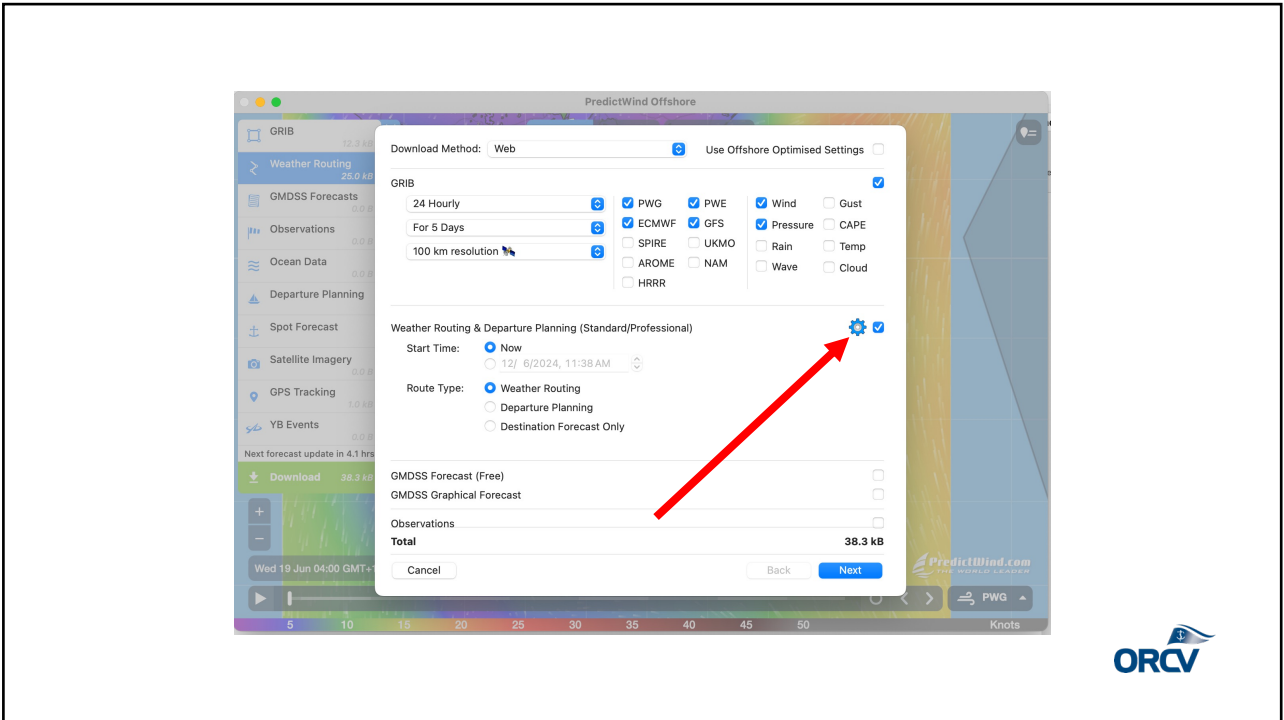 PredictWind Offshore
GRIB
12.3 kB
Weather Routing
25.0 kB
GMDSS Forecasts
0.0 B
Observations
0.0 B
Ocean Data
0.0 B
Departure Planning
Spot Forecast
Satellite Imagery
0.0 B
GPS Tracking
1.0 kB
YB Events
0.0 B
Next forecast update in 4.1 hrs
Download 38.3 kB
+
−
Wed 19 Jun 04:00 GMT+1
Download Method: Web Use Offshore Optimised Settings
GRIB
24 Hourly PWG PWE Wind Gust
For 5 Days ECMWF GFS Pressure CAPE
100 km resolution SPIRE UKMO Rain Temp
AROME NAM Wave Cloud
HRRR
Weather Routing & Departure Planning (Standard/Professional)
Start Time: Now
12/ 6/2024, 11:38 AM
Route Type: Weather Routing
Departure Planning
Destination Forecast Only
GMDSS Forecast (Free)
GMDSS Graphical Forecast
Observations
Total 38.3 kB
Cancel Back Next
PredictWind.com
THE WORLD LEADER
PWG
5 10 15 20 25 30 35 40 45 50 Knots
ORCV